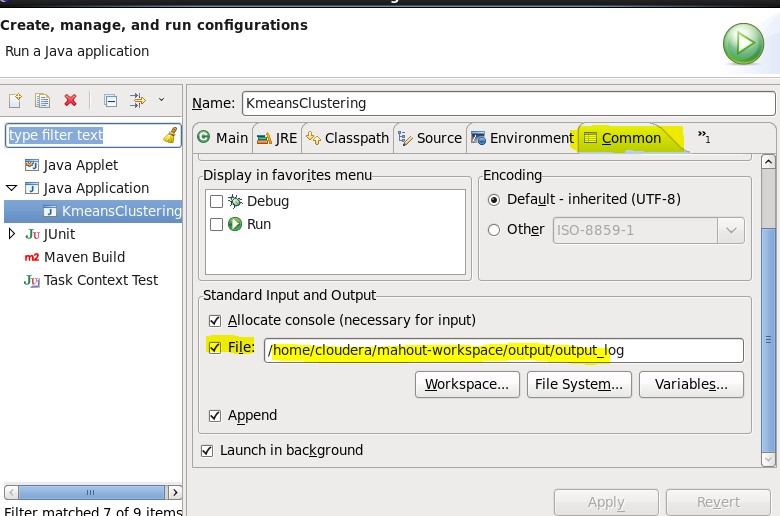 Create, manage, and run configurations
Run a Java application
Name: KmeansClustering
type filter text
Main JRE Classpath Source Environment Common »1
Java Applet
Java Application
KmeansClustering
JUnit
Maven Build
Task Context Test
Display in favorites menu
Debug
Run
Encoding
Default - inherited (UTF-8)
Other ISO-8859-1
Standard Input and Output
Allocate console (necessary for input)
File: /home/cloudera/mahout-workspace/output/output_log
Workspace... File System... Variables...
Append
Launch in background
Filter matched 7 of 9 items
Apply Revert